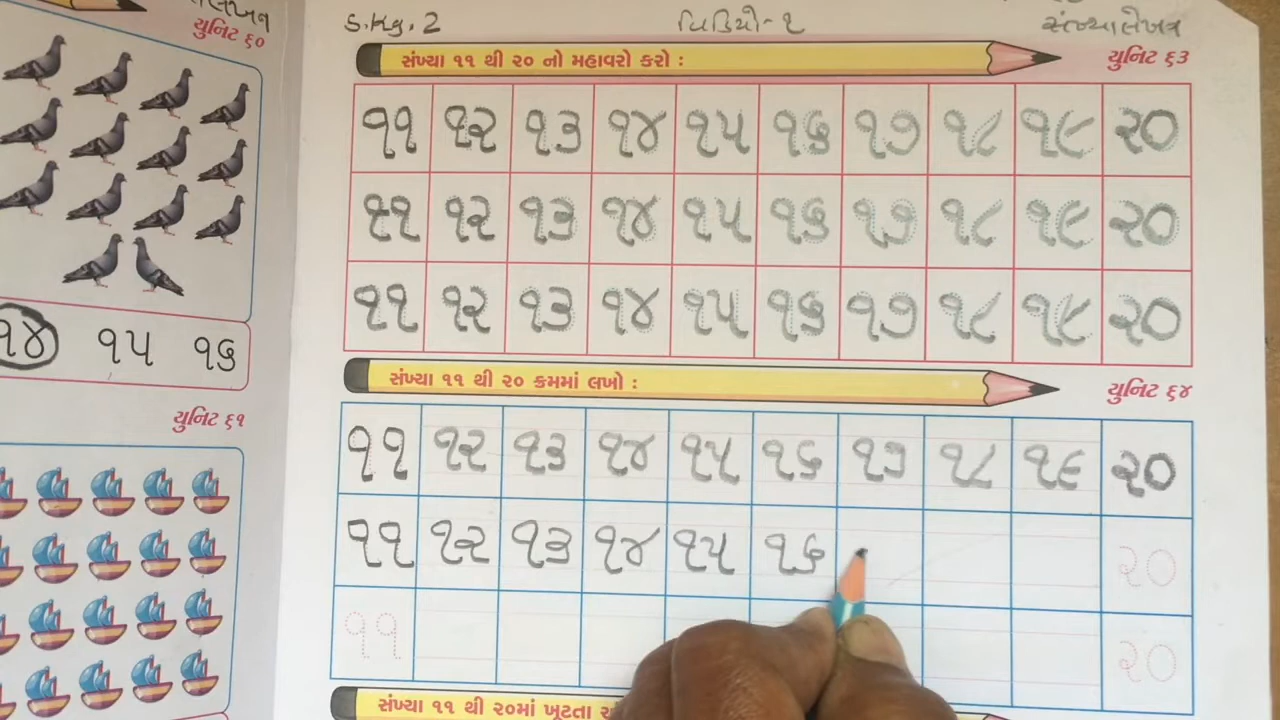 લેખન
યુનિટ ૬૦
૧૪ ૧૫ ૧૬
યુનિટ ૬૧
S.Kg. 2 વિડિયો-૧ સંખ્યાલેખન
સંખ્યા ૧૧ થી ૨૦ નો મહાવરો કરો : યુનિટ ૬૩
૧૧ ૧૨ ૧૩ ૧૪ ૧૫ ૧૬ ૧૭ ૧૮ ૧૯ ૨૦
૧૧ ૧૨ ૧૩ ૧૪ ૧૫ ૧૬ ૧૭ ૧૮ ૧૯ ૨૦
૧૧ ૧૨ ૧૩ ૧૪ ૧૫ ૧૬ ૧૭ ૧૮ ૧૯ ૨૦
સંખ્યા ૧૧ થી ૨૦ ક્રમમાં લખો : યુનિટ ૬૪
૧૧ ૧૨ ૧૩ ૧૪ ૧૫ ૧૬ ૧૭ ૧૮ ૧૯ ૨૦
૧૧ ૧૨ ૧૩ ૧૪ ૧૫ ૧૬ ૨૦
૧૧ ૨૦
સંખ્યા ૧૧ થી ૨૦માં ખૂટતા